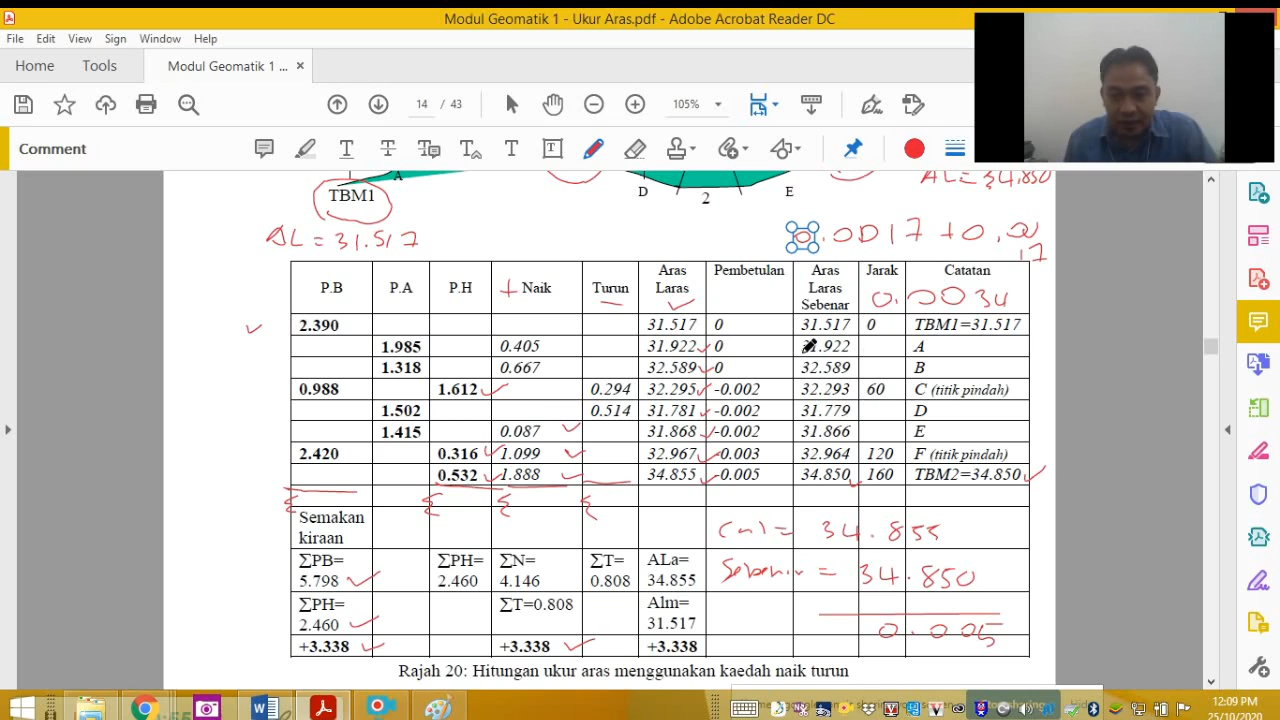 Modul Geomatik 1 - Ukur Aras.pdf - Adobe Acrobat Reader DC
File Edit View Sign Window Help
Home Tools Modul Geomatik 1 ... ×
14 / 43 105%
Comment
A D E
TBM1 2 AL = 34.850
AL = 31.517 0.0017 + 0.0017
P.B P.A P.H + Naik Turun Aras Laras Pembetulan Aras Laras Sebenar Jarak Catatan
0.0034
2.390 31.517 0 31.517 0 TBM1=31.517
1.985 0.405 31.922 0 31.922 A
1.318 0.667 32.589 0 32.589 B
0.988 1.612 0.294 32.295 -0.002 32.293 60 C (titik pindah)
1.502 0.514 31.781 -0.002 31.779 D
1.415 0.087 31.868 -0.002 31.866 E
2.420 0.316 1.099 32.967 -0.003 32.964 120 F (titik pindah)
0.532 1.888 34.855 -0.005 34.850 160 TBM2=34.850
Semakan kiraan = 34.855
ΣPB= 5.798 ΣPH= 2.460 ΣN= 4.146 ΣT= 0.808 ALa= 34.855 = 34.850
ΣPH= 2.460 ΣT=0.808 Alm= 31.517 0.005
+3.338 +3.338 +3.338
Rajah 20: Hitungan ukur aras menggunakan kaedah naik turun
12:09 PM
25/10/2020